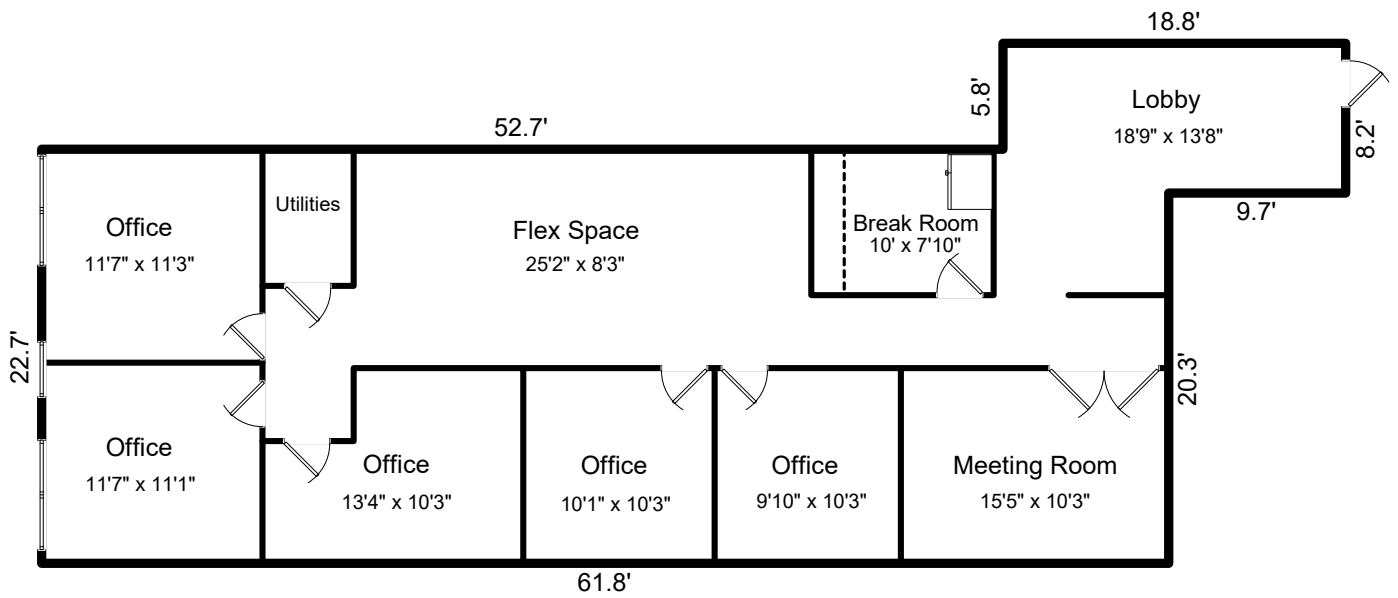 18.8'
5.8'
Lobby
18'9" x 13'8"
8.2'
52.7'
9.7'
Office
11'7" x 11'3"
Utilities
Flex Space
25'2" x 8'3"
Break Room
10' x 7'10"
22.7'
20.3'
Office
11'7" x 11'1"
Office
13'4" x 10'3"
Office
10'1" x 10'3"
Office
9'10" x 10'3"
Meeting Room
15'5" x 10'3"
61.8'